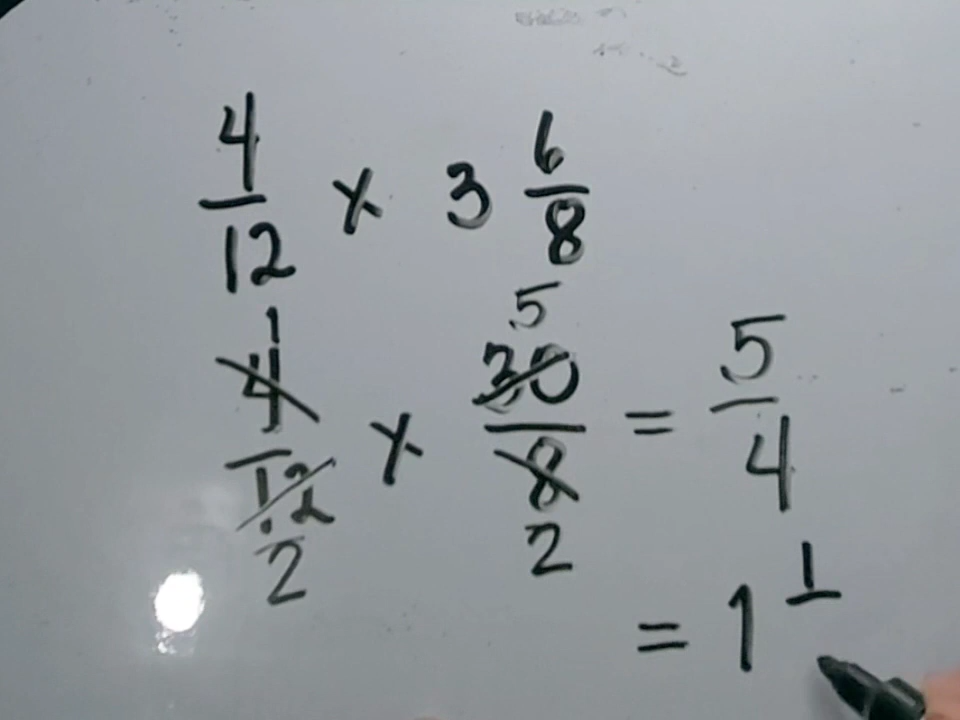 4/12 x 3 6/8
1 5
4/12 x 30/8 = 5/4
2 2
= 1 1/